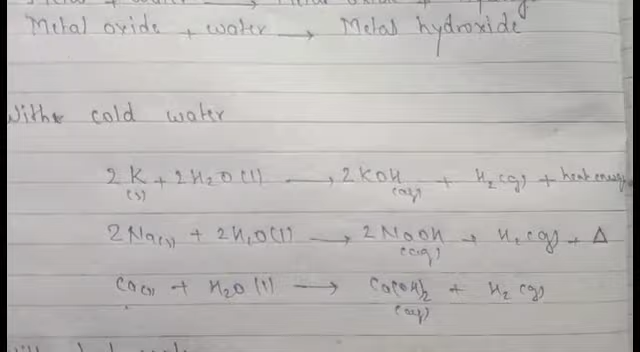 Metal oxide + water → Metal hydroxide
With cold water
2K(s) + 2H2O(l) → 2KOH(aq) + H2(g) + heat energy
2Na(s) + 2H2O(l) → 2NaOH(aq) + H2(g) + Δ
Ca(s) + H2O(l) → Ca(OH)2(aq) + H2(g)